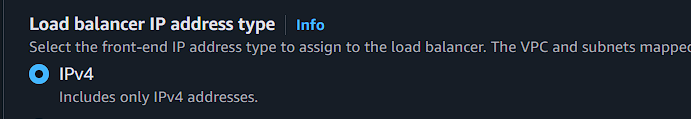 Load balancer IP address type Info
Select the front-end IP address type to assign to the load balancer. The VPC and subnets mapped
IPv4
Includes only IPv4 addresses.